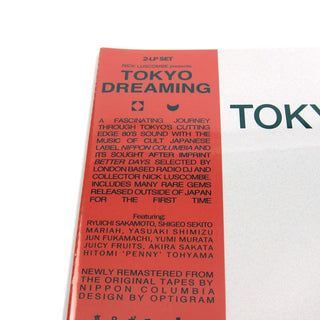 2-LP SET
NICK LUSCOMBE presents
TOKYO
DREAMING
A FASCINATING JOURNEY
THROUGH TOKYO'S CUTTING
EDGE 80'S SOUND WITH THE
MUSIC OF CULT JAPANESE
LABEL NIPPON COLUMBIA AND
ITS SOUGHT AFTER IMPRINT
BETTER DAYS. SELECTED BY
LONDON BASED RADIO DJ AND
COLLECTOR NICK LUSCOMBE.
INCLUDES MANY RARE GEMS
RELEASED OUTSIDE OF JAPAN
FOR THE FIRST TIME
Featuring:
RYUICHI SAKAMOTO, SHIGEO SEKITO
MARIAH, YASUAKI SHIMIZU
JUN FUKAMACHI, YUMI MURATA
JUICY FRUITS, AKIRA SAKATA
HITOMI 'PENNY' TOHYAMA
NEWLY REMASTERED FROM
THE ORIGINAL TAPES BY
NIPPON COLUMBIA
DESIGN BY OPTIGRAM
TOKY